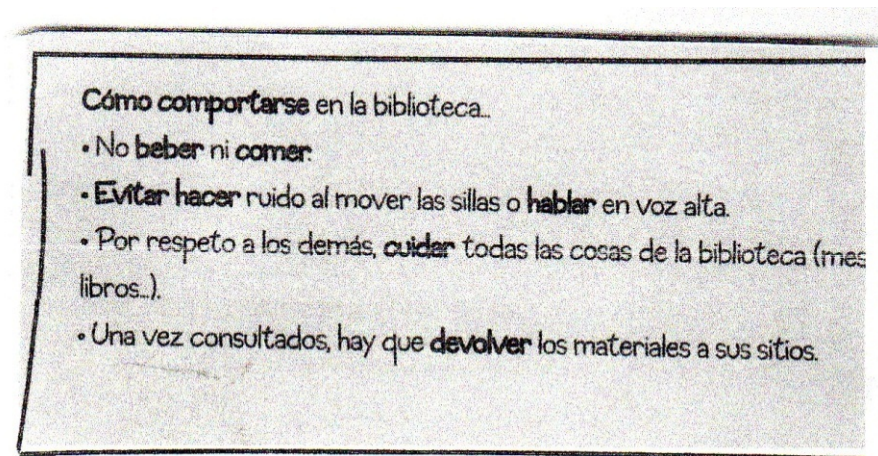 Cómo comportarse en la biblioteca...
• No beber ni comer.
• Evitar hacer ruido al mover las sillas o hablar en voz alta.
• Por respeto a los demás, cuidar todas las cosas de la biblioteca (mes
libros...).
• Una vez consultados, hay que devolver los materiales a sus sitios.